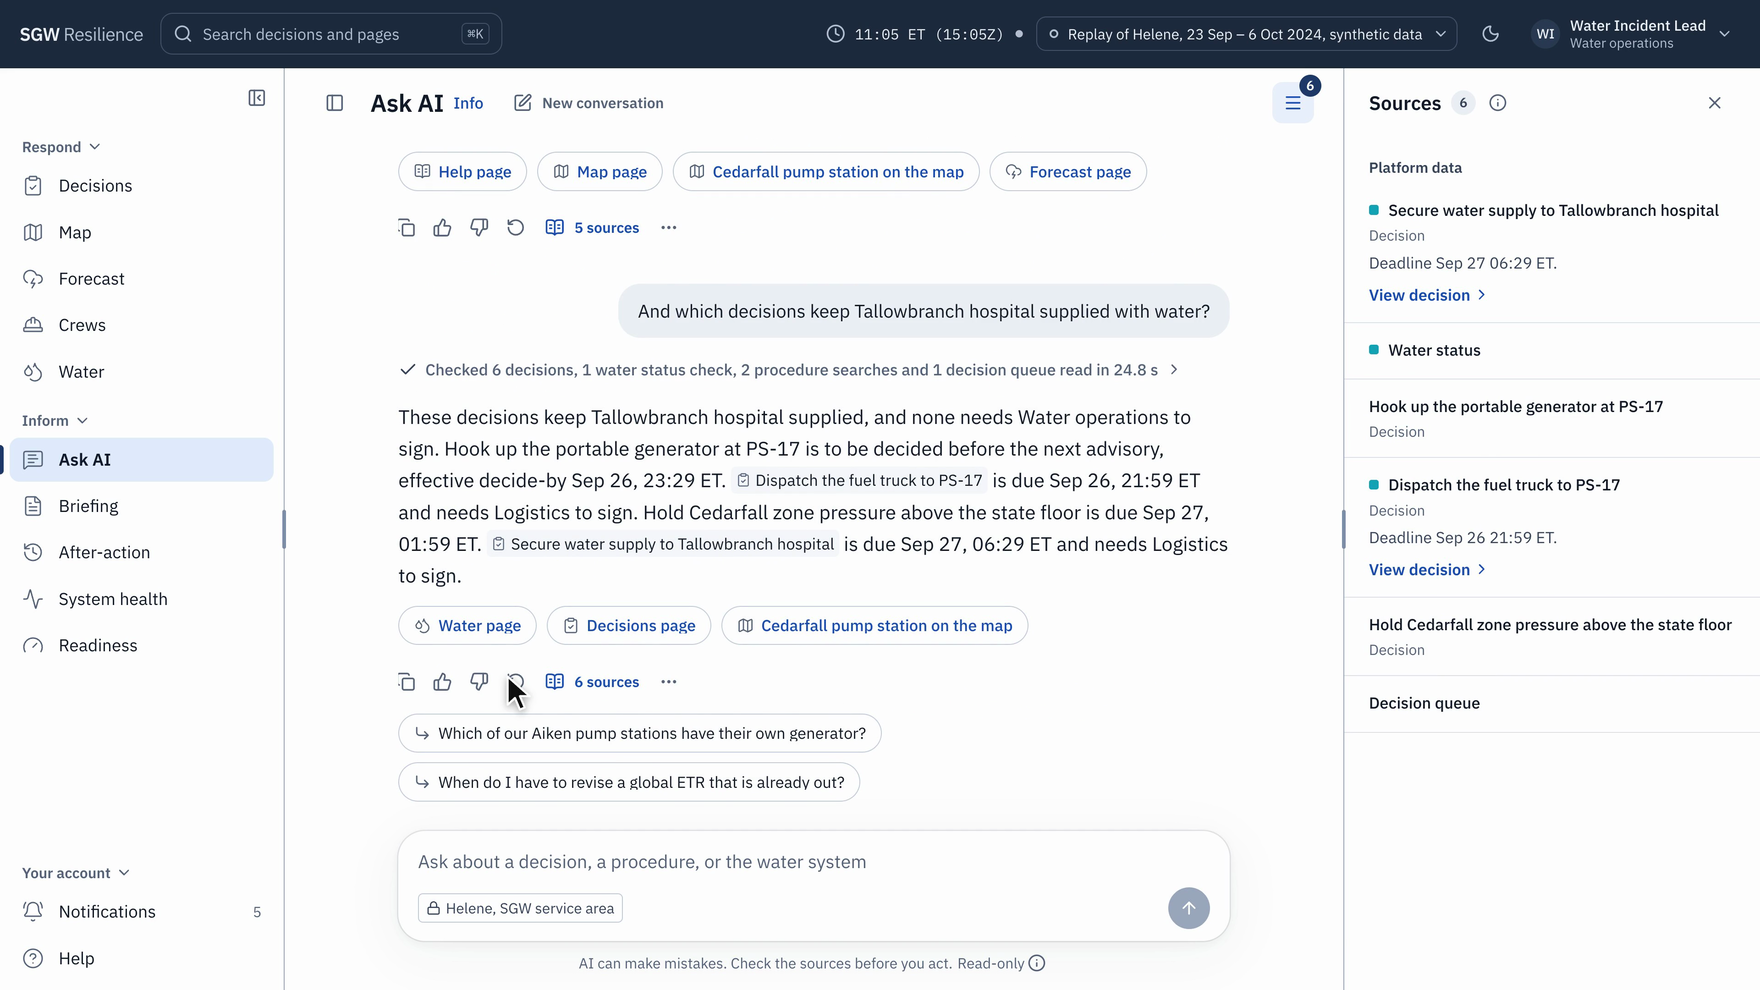 SGW Resilience
Search decisions and pages
⌘K
11:05 ET (15:05Z)
Replay of Helene, 23 Sep – 6 Oct 2024, synthetic data
WI
Water Incident Lead
Water operations
Respond
Decisions
Map
Forecast
Crews
Water
Inform
Ask AI
Briefing
After-action
System health
Readiness
Your account
Notifications
5
Help
Ask AI
Info
New conversation
6
Help page
Map page
Cedarfall pump station on the map
Forecast page
5 sources
And which decisions keep Tallowbranch hospital supplied with water?
Checked 6 decisions, 1 water status check, 2 procedure searches and 1 decision queue read in 24.8 s
These decisions keep Tallowbranch hospital supplied, and none needs Water operations to
sign. Hook up the portable generator at PS-17 is to be decided before the next advisory,
effective decide-by Sep 26, 23:29 ET. Dispatch the fuel truck to PS-17 is due Sep 26, 21:59 ET
and needs Logistics to sign. Hold Cedarfall zone pressure above the state floor is due Sep 27,
01:59 ET. Secure water supply to Tallowbranch hospital is due Sep 27, 06:29 ET and needs Logistics
to sign.
Water page
Decisions page
Cedarfall pump station on the map
6 sources
Which of our Aiken pump stations have their own generator?
When do I have to revise a global ETR that is already out?
Ask about a decision, a procedure, or the water system
Helene, SGW service area
AI can make mistakes. Check the sources before you act. Read-only
Sources
6
Platform data
Secure water supply to Tallowbranch hospital
Decision
Deadline Sep 27 06:29 ET.
View decision
Water status
Hook up the portable generator at PS-17
Decision
Dispatch the fuel truck to PS-17
Decision
Deadline Sep 26 21:59 ET.
View decision
Hold Cedarfall zone pressure above the state floor
Decision
Decision queue